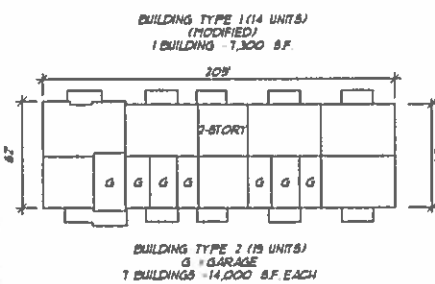 BUILDING TYPE 1 (14 UNITS)
(MODIFIED)
1 BUILDING - 7,300 S.F.
205'
62'
2-STORY
G G G G G G G
BUILDING TYPE 2 (15 UNITS)
G = GARAGE
7 BUILDINGS - 14,000 S.F. EACH